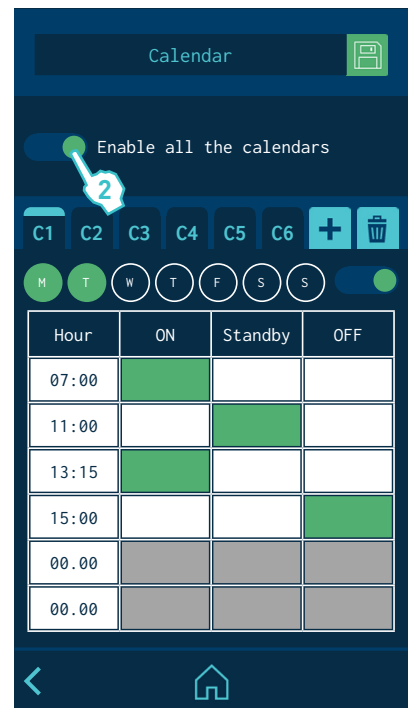 Calendar
Enable all the calendars
2
C1 C2 C3 C4 C5 C6 +
M T W T F S S
Hour ON Standby OFF
07:00
11:00
13:15
15:00
00.00
00.00